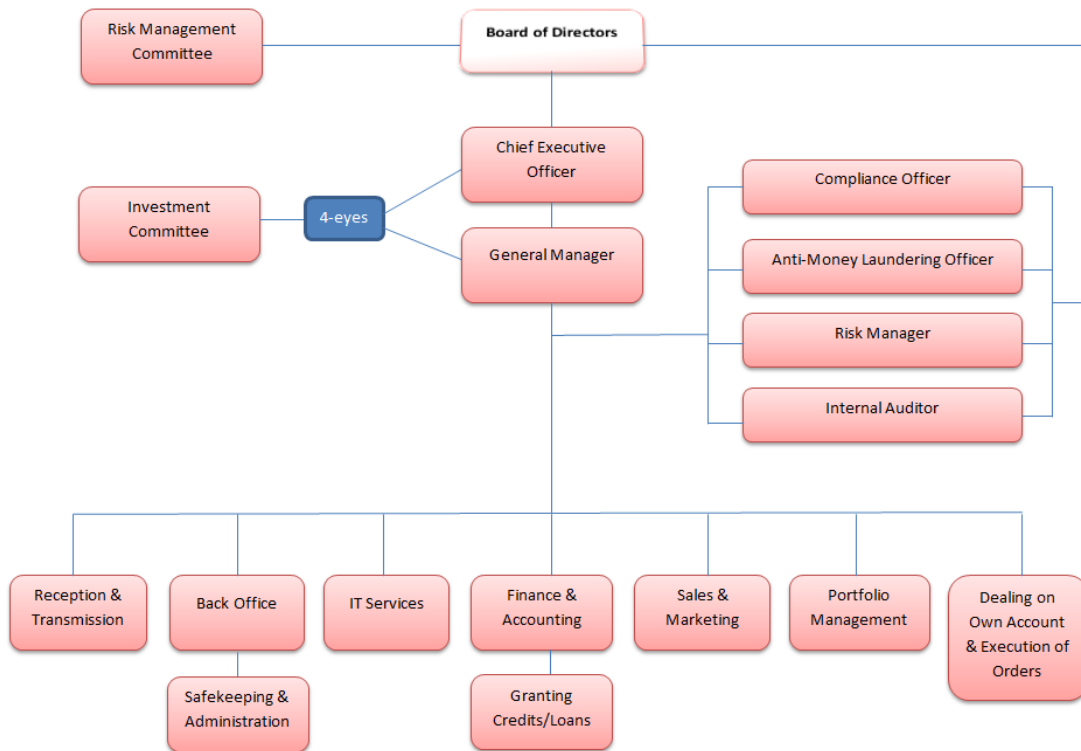 Risk Management
Committee
Board of Directors
Chief Executive
Officer
Investment
Committee
4-eyes
General Manager
Compliance Officer
Anti-Money Laundering Officer
Risk Manager
Internal Auditor
Reception &
Transmission
Back Office
IT Services
Finance &
Accounting
Sales &
Marketing
Portfolio
Management
Dealing on
Own Account
& Execution of
Orders
Safekeeping &
Administration
Granting
Credits/Loans